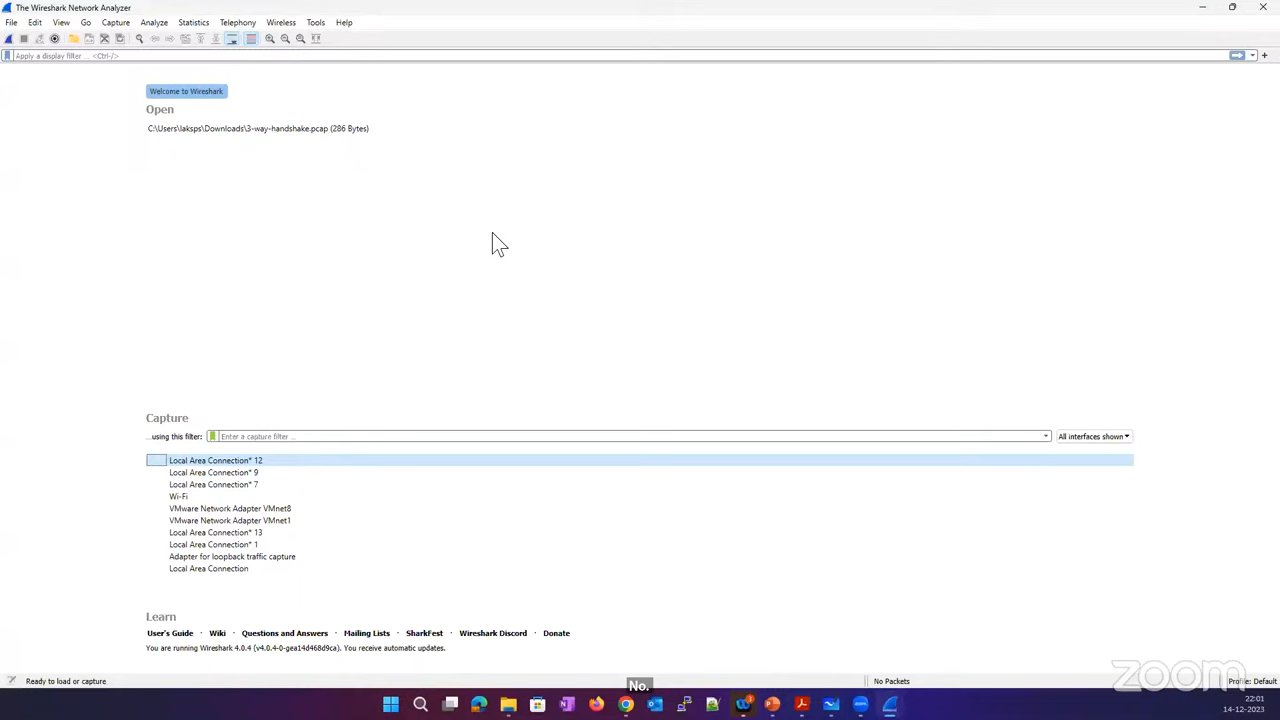 The Wireshark Network Analyzer
File Edit View Go Capture Analyze Statistics Telephony Wireless Tools Help
Apply a display filter ... <Ctrl-/>
Welcome to Wireshark
Open
C:\Users\laksps\Downloads\3-way-handshake.pcap (286 Bytes)
Capture
...using this filter: Enter a capture filter ... All interfaces shown
Local Area Connection* 12
Local Area Connection* 9
Local Area Connection* 7
Wi-Fi
VMware Network Adapter VMnet8
VMware Network Adapter VMnet1
Local Area Connection* 13
Local Area Connection* 1
Adapter for loopback traffic capture
Local Area Connection
Learn
User's Guide · Wiki · Questions and Answers · Mailing Lists · SharkFest · Wireshark Discord · Donate
You are running Wireshark 4.0.4 (v4.0.4-0-gea14d468d9ca). You receive automatic updates.
zoom
Ready to load or capture No Packets Profile: Default
No.
22:01
14-12-2023